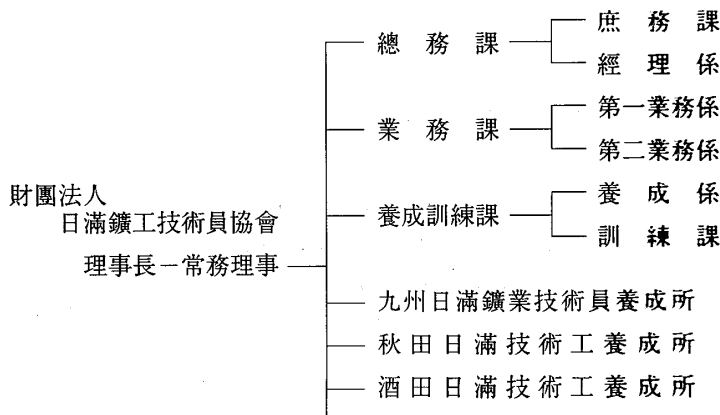 總務課
庶務課
經理係
業務課
第一業務係
第二業務係
財團法人
日滿鑛工技術員協會
理事長－常務理事
養成訓練課
養成係
訓練課
九州日滿鑛業技術員養成所
秋田日滿技術工養成所
酒田日滿技術工養成所